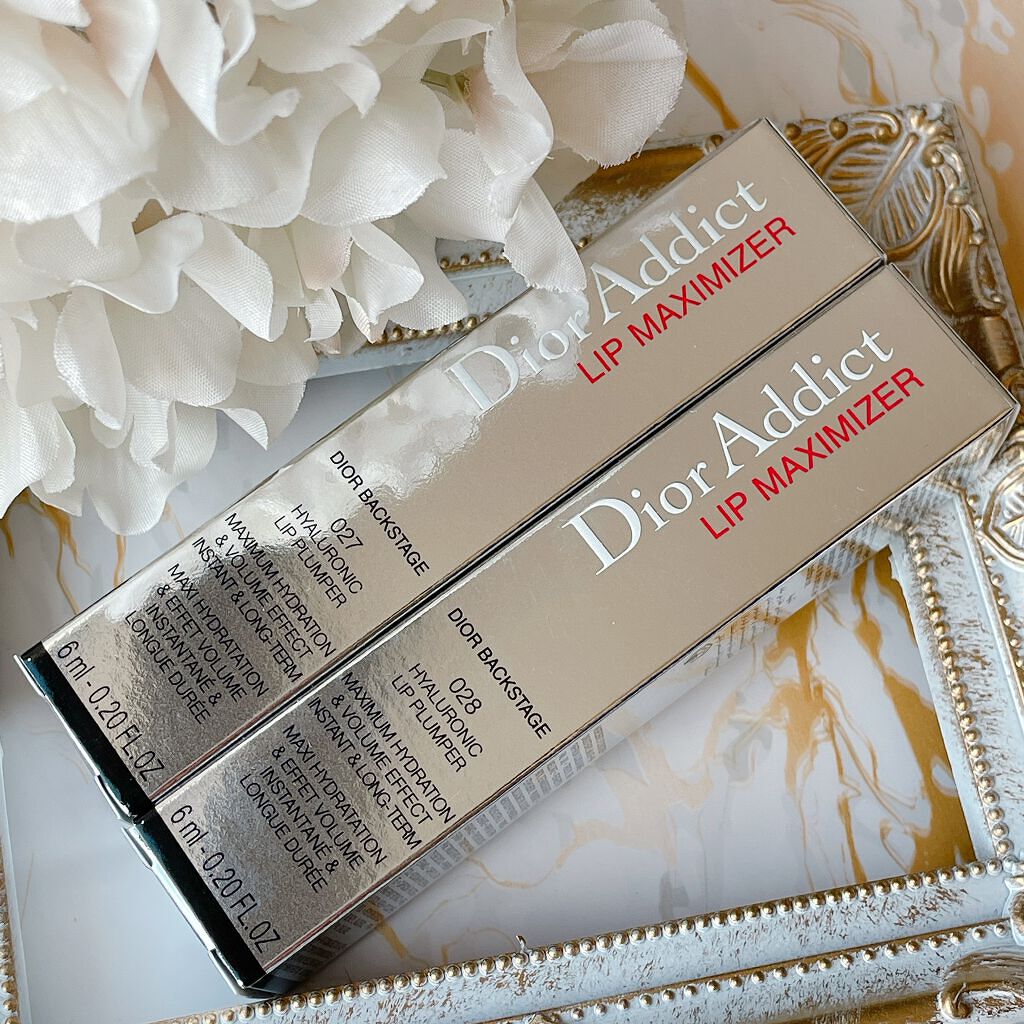 Dior Addict
LIP MAXIMIZER
DIOR BACKSTAGE
027
HYALURONIC
LIP PLUMPER
MAXIMUM HYDRATION
& VOLUME EFFECT
INSTANT & LONG-TERM
MAXI HYDRATATION
& EFFET VOLUME
INSTANTANÉ &
LONGUE DURÉE
6 ml - 0.20 FL.OZ
Dior Addict
LIP MAXIMIZER
DIOR BACKSTAGE
028
HYALURONIC
LIP PLUMPER
MAXIMUM HYDRATION
& VOLUME EFFECT
INSTANT & LONG-TERM
MAXI HYDRATATION
& EFFET VOLUME
INSTANTANÉ &
LONGUE DURÉE
6 ml - 0.20 FL.OZ